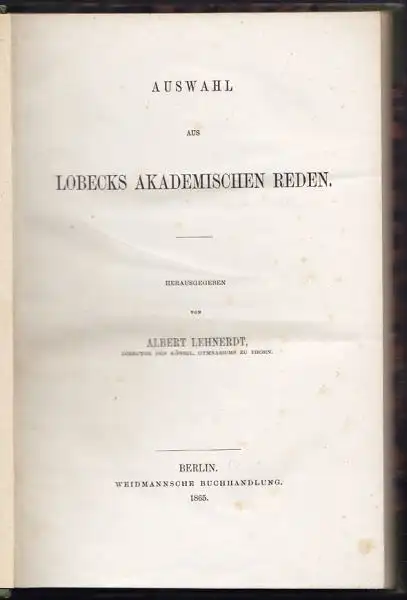 AUSWAHL
AUS
LOBECKS AKADEMISCHEN REDEN.
HERAUSGEGEBEN
VON
ALBERT LEHNERDT,
DIRECTOR DES KÖNIGL. GYMNASIUMS ZU THORN.
BERLIN.
WEIDMANNSCHE BUCHHANDLUNG.
1865.